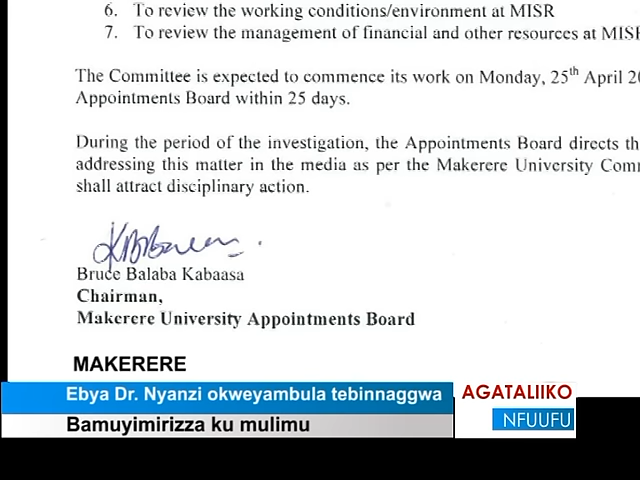 6. To review the working conditions/environment at MISR
7. To review the management of financial and other resources at MISR
The Committee is expected to commence its work on Monday, 25th April
Appointments Board within 25 days.
During the period of the investigation, the Appointments Board directs
addressing this matter in the media as per the Makerere University
shall attract disciplinary action.
Bruce Balaba Kabaasa
Chairman,
Makerere University Appointments Board
MAKERERE
Ebya Dr. Nyanzi okweyambula tebinnaggwa
Bamuyimirizza ku mulimu
AGATALIIKO
NFUUFU